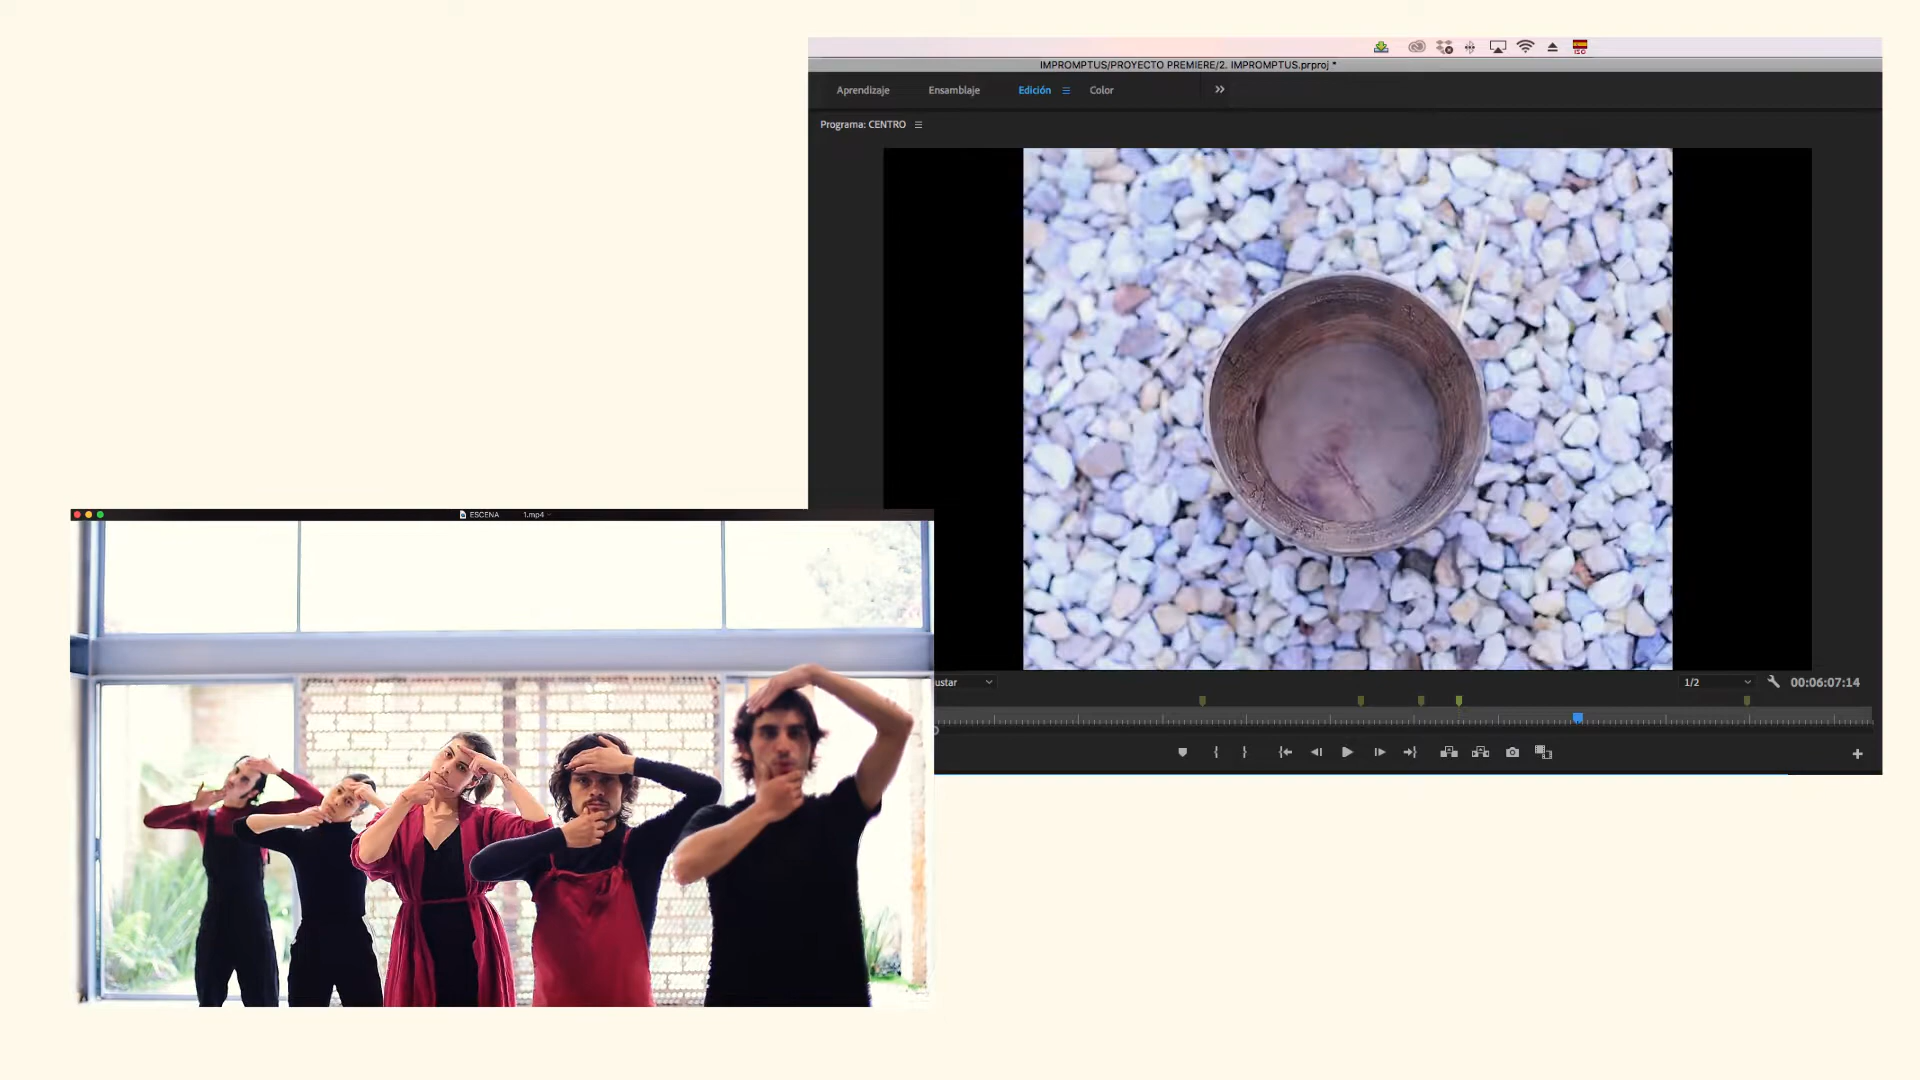 ISO
IMPROMPTUS/PROYECTO PREMIERE/2. IMPROMPTUS.prproj *
Aprendizaje Ensamblaje Edición Color
Programa: CENTRO
ESCENA 1.mp4
ustar 1/2 00:06:07:14